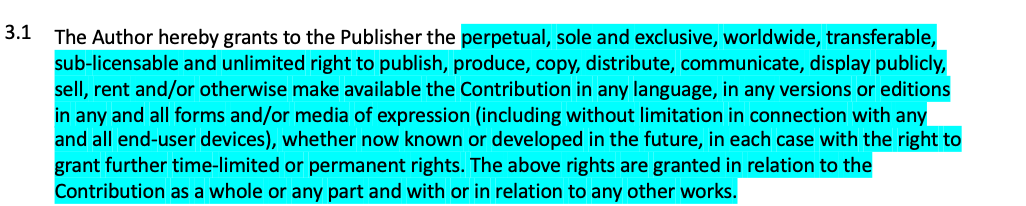 3.1 The Author hereby grants to the Publisher the perpetual, sole and exclusive, worldwide, transferable,
sub-licensable and unlimited right to publish, produce, copy, distribute, communicate, display publicly,
sell, rent and/or otherwise make available the Contribution in any language, in any versions or editions
in any and all forms and/or media of expression (including without limitation in connection with any
and all end-user devices), whether now known or developed in the future, in each case with the right to
grant further time-limited or permanent rights. The above rights are granted in relation to the
Contribution as a whole or any part and with or in relation to any other works.